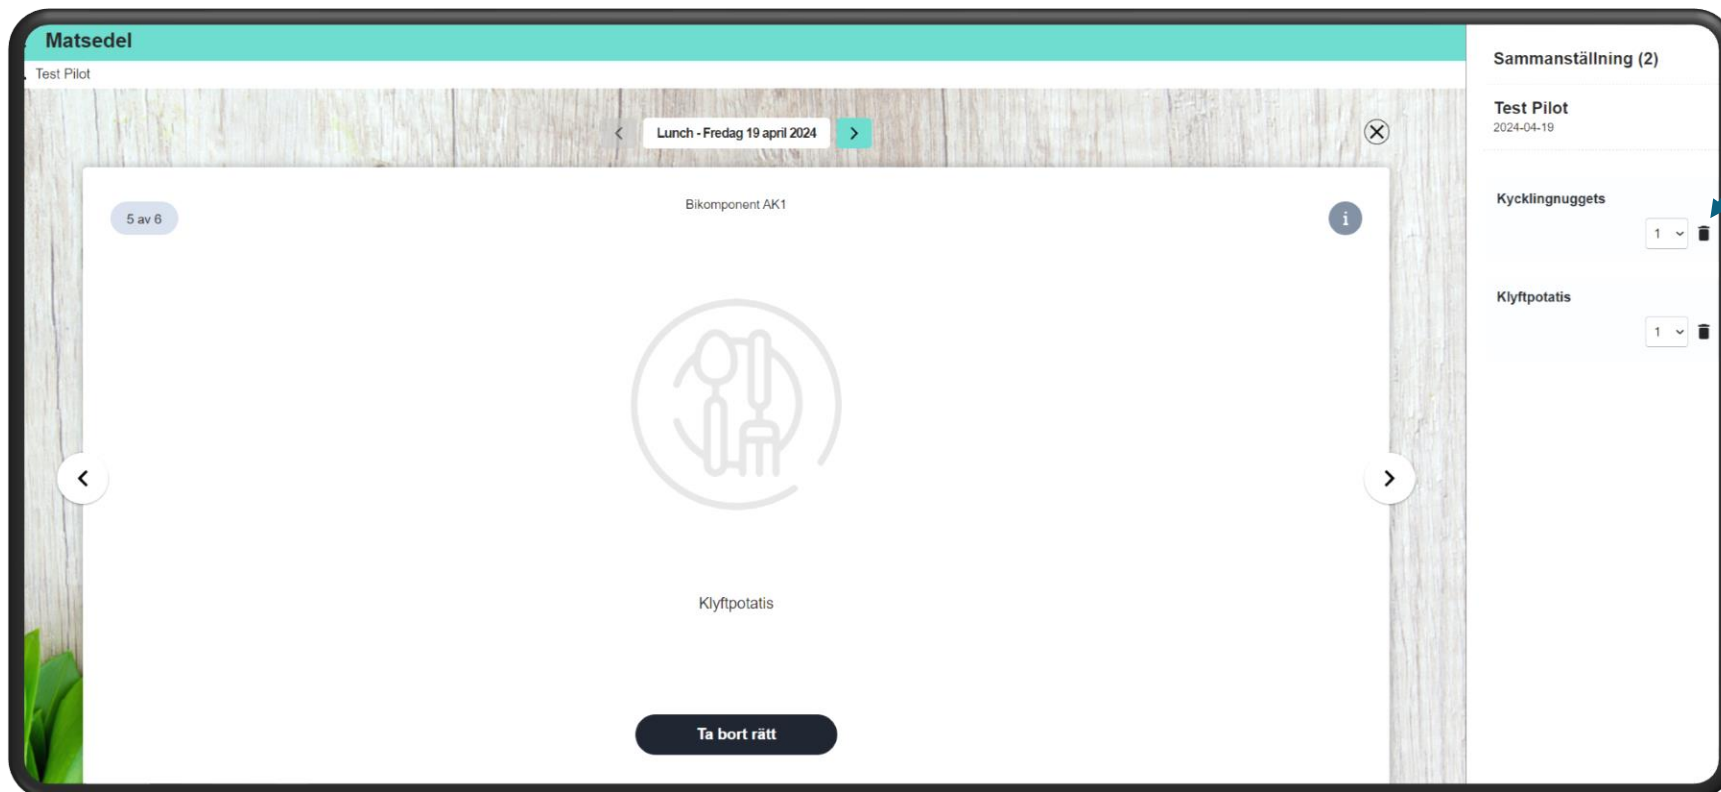 Matsedel
Test Pilot
Lunch - Fredag 19 april 2024
5 av 6
Bikomponent AK1
i
Klyftpotatis
Ta bort rätt
Sammanställning (2)
Test Pilot
2024-04-19
Kycklingnuggets
1
Klyftpotatis
1